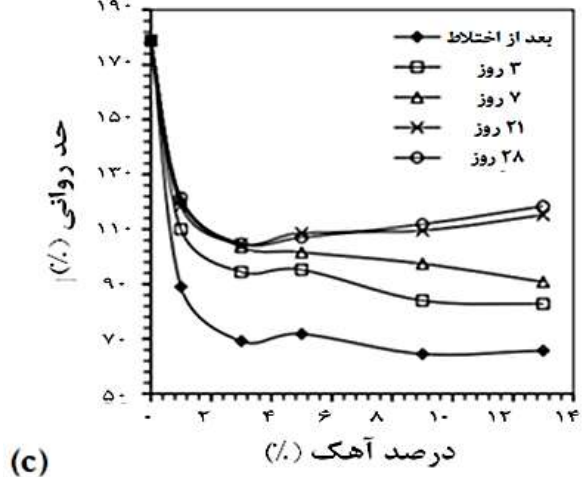 ۱۹۰
۱۷۰
۱۵۰
۱۳۰
۱۱۰
۹۰
۷۰
۵۰
حد روانی (%)
بعد از اختلاط
۳ روز
۷ روز
۲۱ روز
۲۸ روز
۰ ۲ ۴ ۶ ۸ ۱۰ ۱۲ ۱۴
درصد آهک (%)
(c)